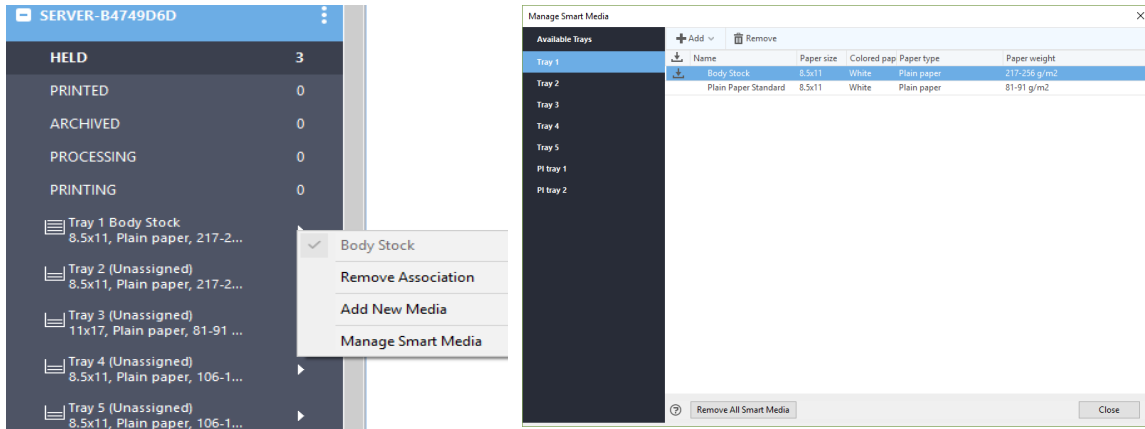 SERVER-B4749D6D
HELD 3
PRINTED 0
ARCHIVED 0
PROCESSING 0
PRINTING 0
Tray 1 Body Stock
8.5x11, Plain paper, 217-2...
Tray 2 (Unassigned)
8.5x11, Plain paper, 217-2...
Tray 3 (Unassigned)
11x17, Plain paper, 81-91 ...
Tray 4 (Unassigned)
8.5x11, Plain paper, 106-1...
Tray 5 (Unassigned)
8.5x11, Plain paper, 106-1...
Body Stock
Remove Association
Add New Media
Manage Smart Media
Manage Smart Media
Available Trays
Tray 1
Tray 2
Tray 3
Tray 4
Tray 5
PI tray 1
PI tray 2
Add Remove
Name Paper size Colored pap Paper type Paper weight
Body Stock 8.5x11 White Plain paper 217-256 g/m2
Plain Paper Standard 8.5x11 White Plain paper 81-91 g/m2
? Remove All Smart Media Close